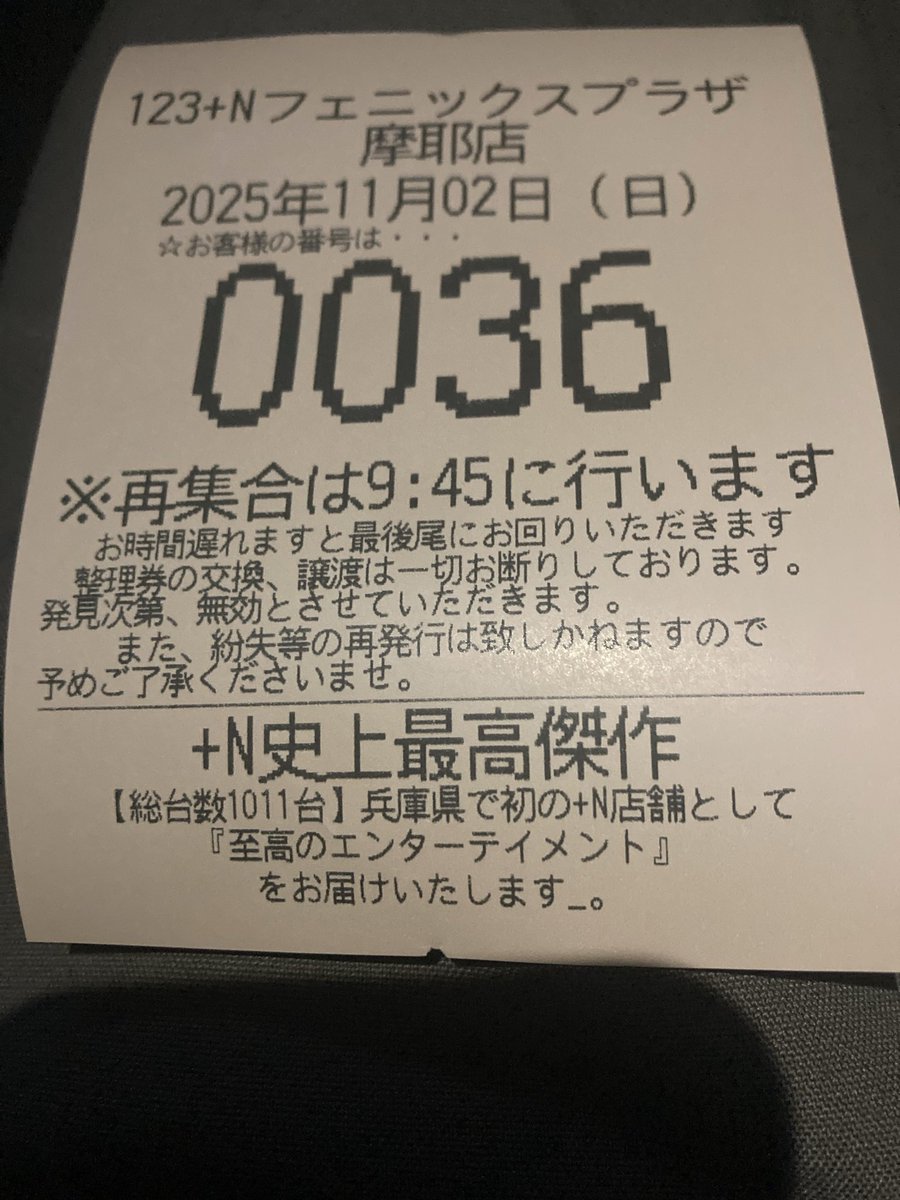 123+Nフェニックスプラザ
摩耶店
2025年11月02日（日）
☆お客様の番号は・・・
0036
※再集合は9:45に行います
お時間遅れますと最後尾にお回りいただきます
整理券の交換、譲渡は一切お断りしております。
発見次第、無効とさせていただきます。
また、紛失等の再発行は致しかねますので
予めご了承くださいませ。
+N史上最高傑作
【総台数1011台】兵庫県で初の+N店舗として
『至高のエンターテイメント』
をお届けいたします_。